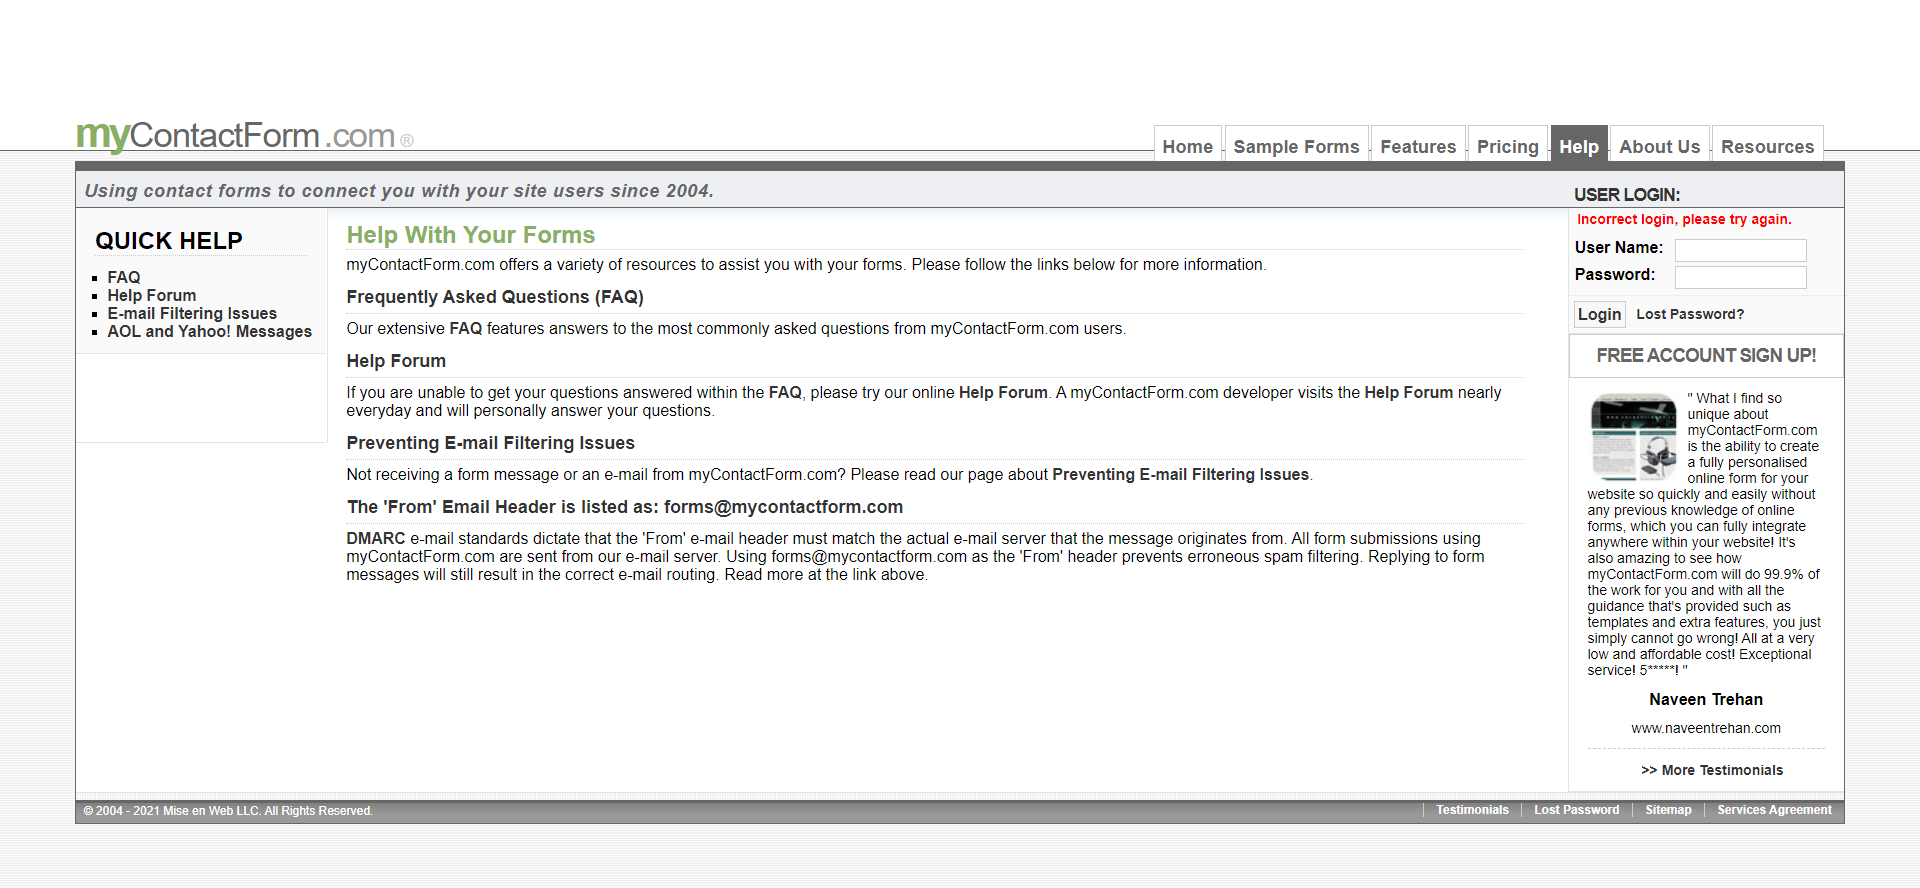 myContactForm.com®
Home
Sample Forms
Features
Pricing
Help
About Us
Resources
Using contact forms to connect you with your site users since 2004.
USER LOGIN:
QUICK HELP
FAQ
Help Forum
E-mail Filtering Issues
AOL and Yahoo! Messages
Help With Your Forms
myContactForm.com offers a variety of resources to assist you with your forms. Please follow the links below for more information.
Frequently Asked Questions (FAQ)
Our extensive FAQ features answers to the most commonly asked questions from myContactForm.com users.
Help Forum
If you are unable to get your questions answered within the FAQ, please try our online Help Forum. A myContactForm.com developer visits the Help Forum nearly
everyday and will personally answer your questions.
Preventing E-mail Filtering Issues
Not receiving a form message or an e-mail from myContactForm.com? Please read our page about Preventing E-mail Filtering Issues.
The 'From' Email Header is listed as: forms@mycontactform.com
DMARC e-mail standards dictate that the 'From' e-mail header must match the actual e-mail server that the message originates from. All form submissions using
myContactForm.com are sent from our e-mail server. Using forms@mycontactform.com as the 'From' header prevents erroneous spam filtering. Replying to form
messages will still result in the correct e-mail routing. Read more at the link above.
Incorrect login, please try again.
User Name:
Password:
Login
Lost Password?
FREE ACCOUNT SIGN UP!
" What I find so
unique about
myContactForm.com
is the ability to create
a fully personalised
online form for your
website so quickly and easily without
any previous knowledge of online
forms, which you can fully integrate
anywhere within your website! It's
also amazing to see how
myContactForm.com will do 99.9% of
the work for you and with all the
guidance that's provided such as
templates and extra features, you just
simply cannot go wrong! All at a very
low and affordable cost! Exceptional
service! 5*****! "
Naveen Trehan
www.naveentrehan.com
>> More Testimonials
© 2004 - 2021 Mise en Web LLC. All Rights Reserved.
Testimonials
Lost Password
Sitemap
Services Agreement